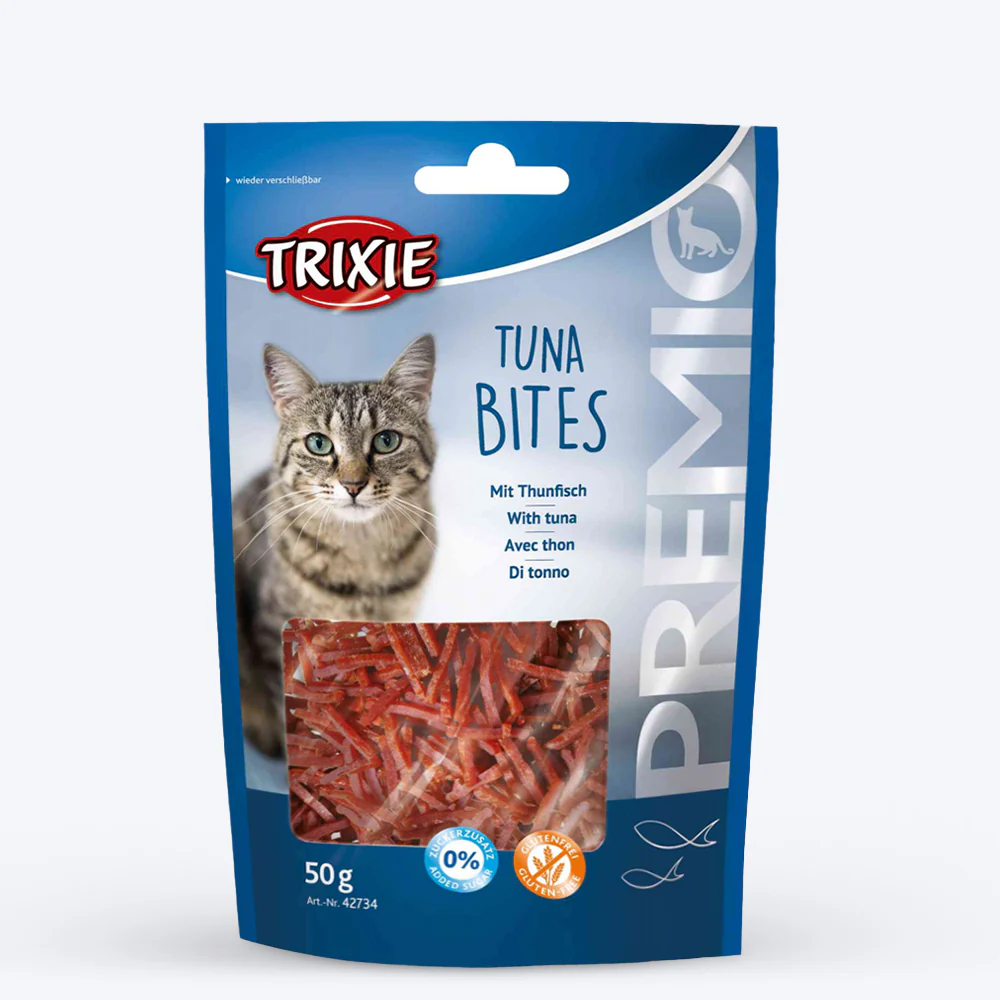 wieder verschließbar
TRIXIE
PREMIO
TUNA
BITES
Mit Thunfisch
With tuna
Avec thon
Di tonno
ZUCKERZUSATZ
0%
ADDED SUGAR
GLUTENFREI
GLUTEN-FREE
50 g
Art.-Nr. 42734